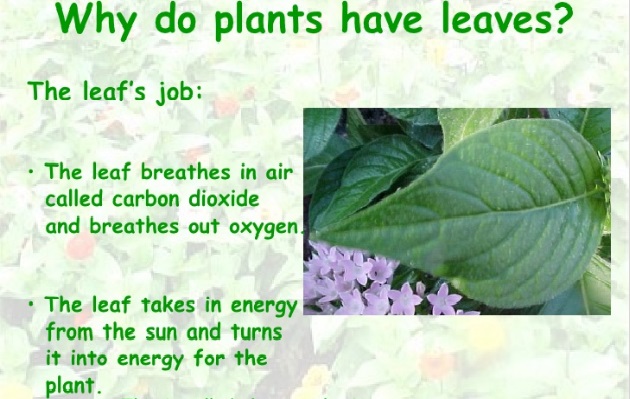 Why do plants have leaves?
The leaf's job:
• The leaf breathes in air
called carbon dioxide
and breathes out oxygen.
• The leaf takes in energy
from the sun and turns
it into energy for the
plant.